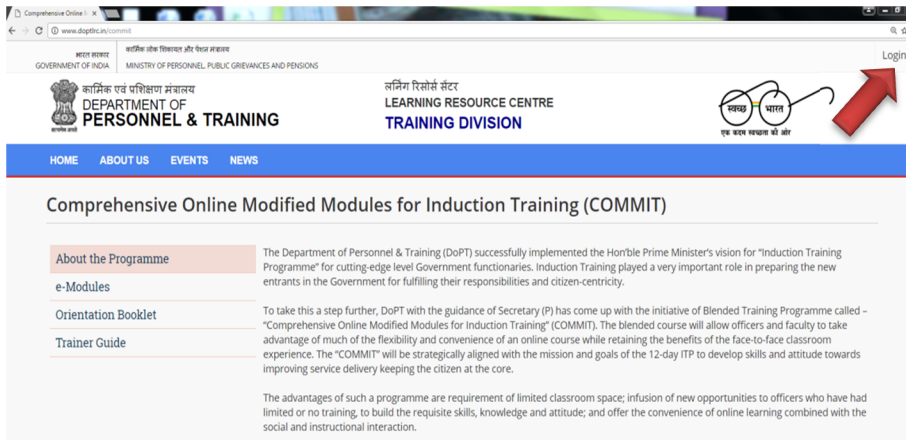 Comprehensive Online
www.doptlrc.in/commit
भारत सरकार
GOVERNMENT OF INDIA
कार्मिक लोक शिकायत और पेंशन मंत्रालय
MINISTRY OF PERSONNEL, PUBLIC GRIEVANCES AND PENSIONS
Login
कार्मिक एवं प्रशिक्षण मंत्रालय
DEPARTMENT OF
PERSONNEL & TRAINING
सत्यमेव जयते
लर्निंग रिसोर्स सेंटर
LEARNING RESOURCE CENTRE
TRAINING DIVISION
स्वच्छ भारत
एक कदम स्वच्छता की ओर
HOME ABOUT US EVENTS NEWS
Comprehensive Online Modified Modules for Induction Training (COMMIT)
About the Programme
e-Modules
Orientation Booklet
Trainer Guide
The Department of Personnel & Training (DoPT) successfully implemented the Hon'ble Prime Minister's vision for "Induction Training
Programme" for cutting-edge level Government functionaries. Induction Training played a very important role in preparing the new
entrants in the Government for fulfilling their responsibilities and citizen-centricity.
To take this a step further, DoPT with the guidance of Secretary (P) has come up with the initiative of Blended Training Programme called –
"Comprehensive Online Modified Modules for Induction Training" (COMMIT). The blended course will allow officers and faculty to take
advantage of much of the flexibility and convenience of an online course while retaining the benefits of the face-to-face classroom
experience. The "COMMIT" will be strategically aligned with the mission and goals of the 12-day ITP to develop skills and attitude towards
improving service delivery keeping the citizen at the core.
The advantages of such a programme are requirement of limited classroom space; infusion of new opportunities to officers who have had
limited or no training, to build the requisite skills, knowledge and attitude; and offer the convenience of online learning combined with the
social and instructional interaction.